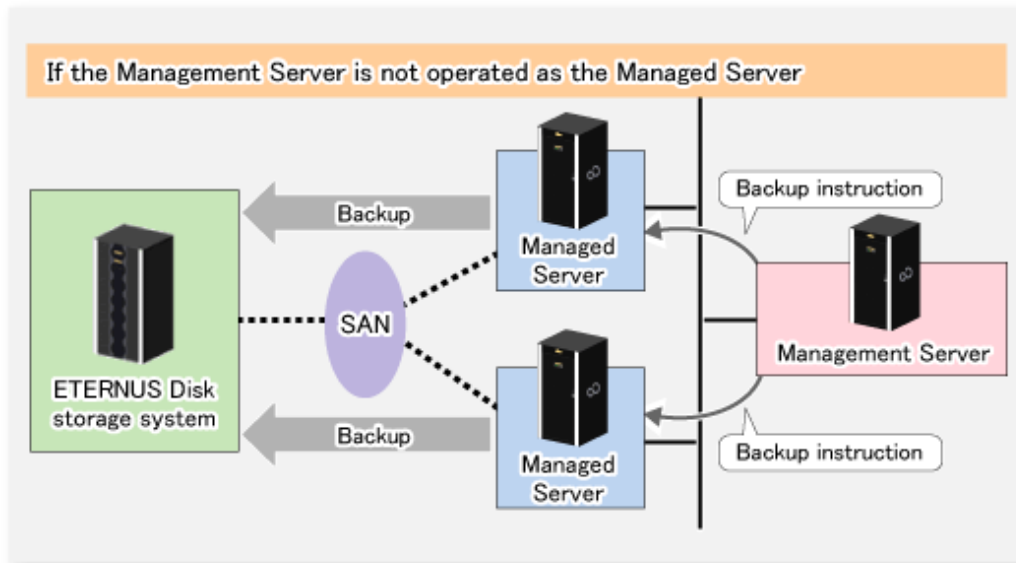 If the Management Server is not operated as the Managed Server
Backup
Managed
Server
Backup instruction
SAN
Management Server
ETERNUS Disk
storage system
Backup
Managed
Server
Backup instruction